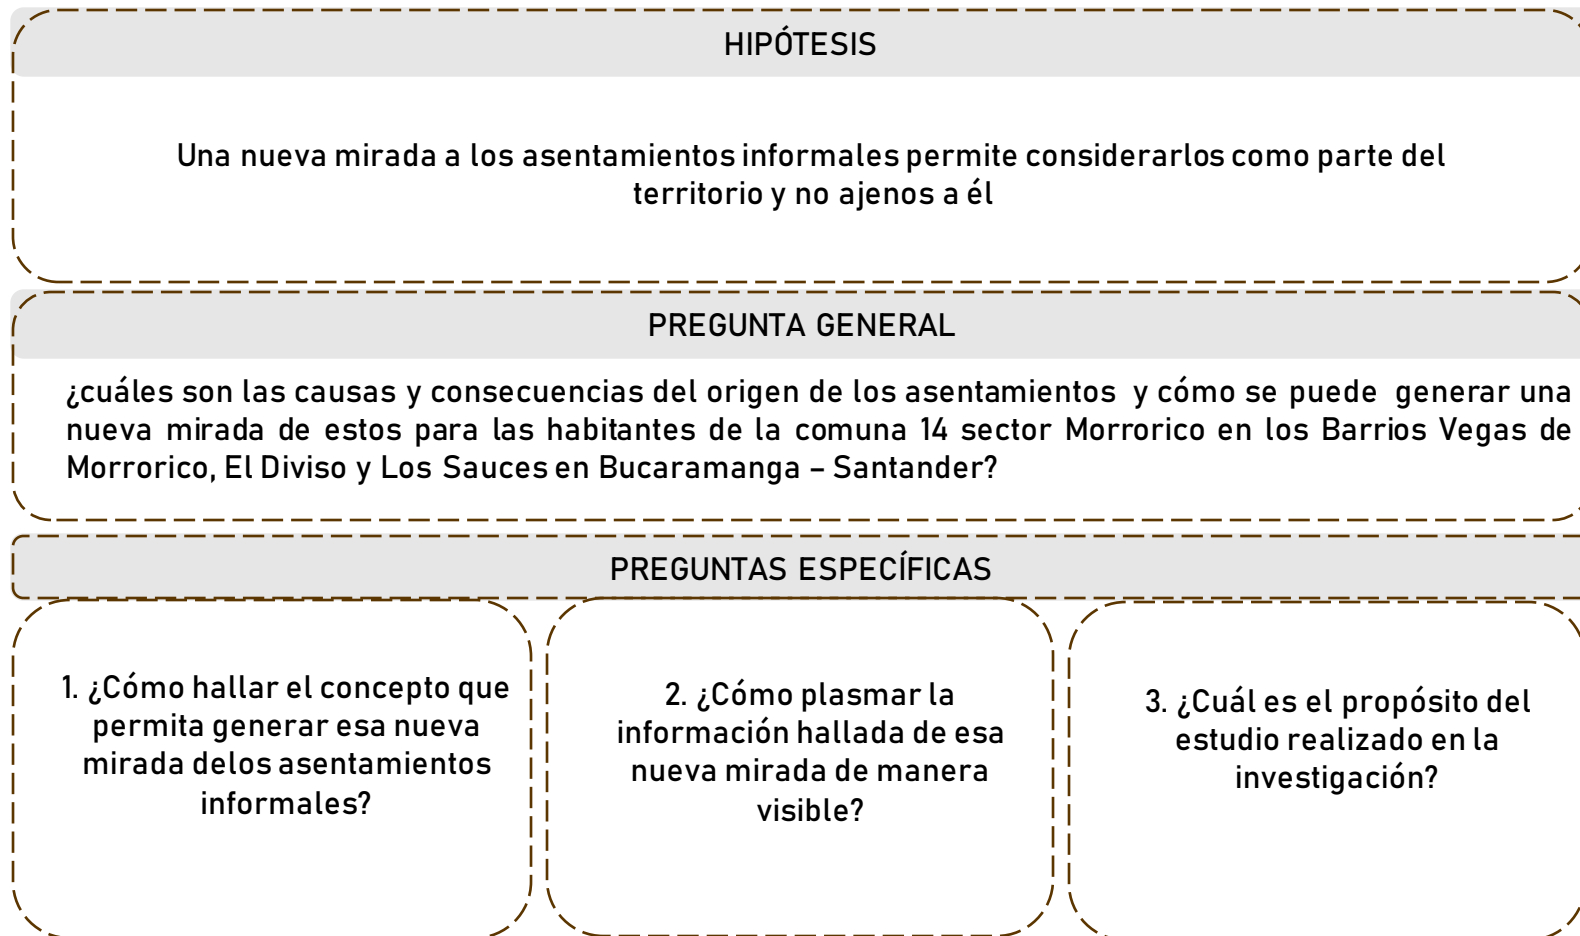 HIPÓTESIS
Una nueva mirada a los asentamientos informales permite considerarlos como parte del
territorio y no ajenos a él
PREGUNTA GENERAL
¿cuáles son las causas y consecuencias del origen de los asentamientos y cómo se puede generar una
nueva mirada de estos para las habitantes de la comuna 14 sector Morrorico en los Barrios Vegas de
Morrorico, El Diviso y Los Sauces en Bucaramanga – Santander?
PREGUNTAS ESPECÍFICAS
1. ¿Cómo hallar el concepto que
permita generar esa nueva
mirada delos asentamientos
informales?
2. ¿Cómo plasmar la
información hallada de esa
nueva mirada de manera
visible?
3. ¿Cuál es el propósito del
estudio realizado en la
investigación?